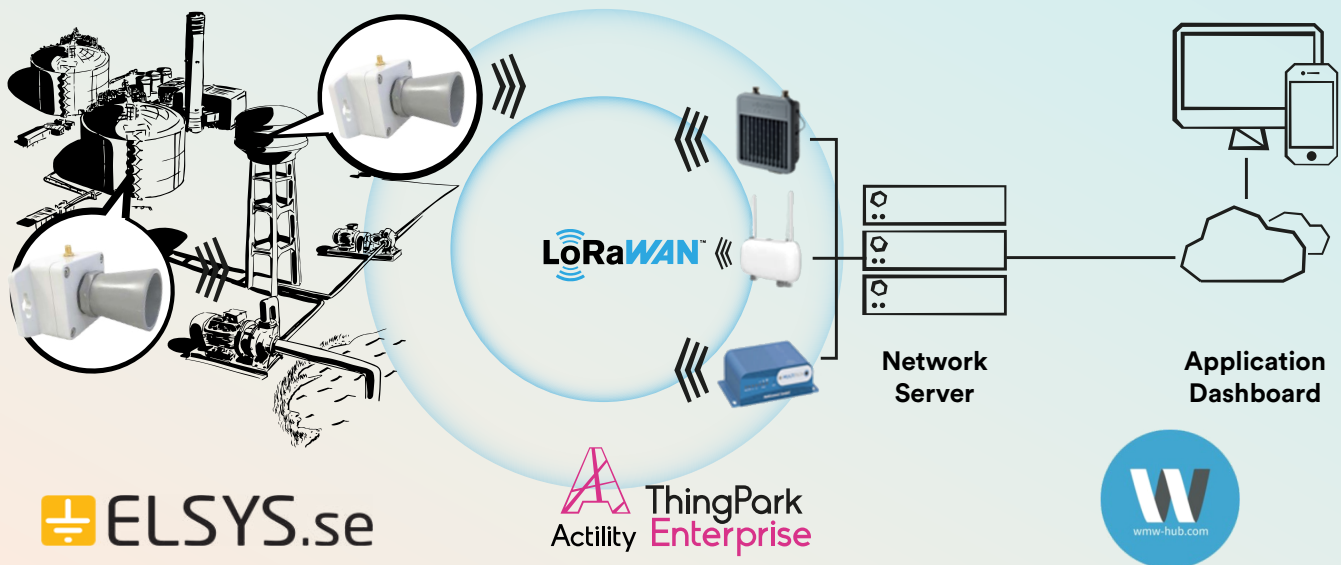 LoRaWAN™
Network
Server
Application
Dashboard
ELSYS.se
Actility
ThingPark
Enterprise
W
wmw-hub.com